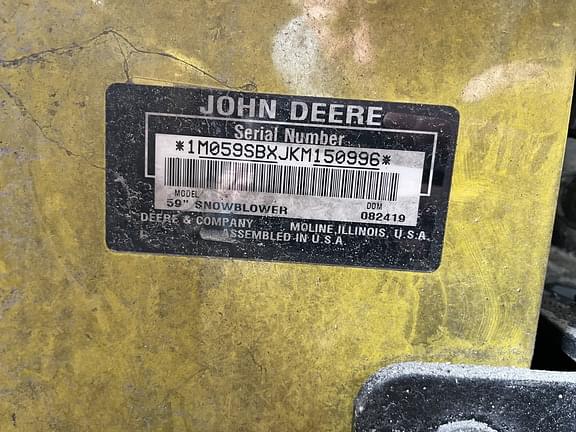 JOHN DEERE
Serial Number
*1M059SBXJKM150996*
MODEL DOM
59" SNOWBLOWER 082419
DEERE & COMPANY MOLINE, ILLINOIS, U.S.A.
ASSEMBLED IN U.S.A.